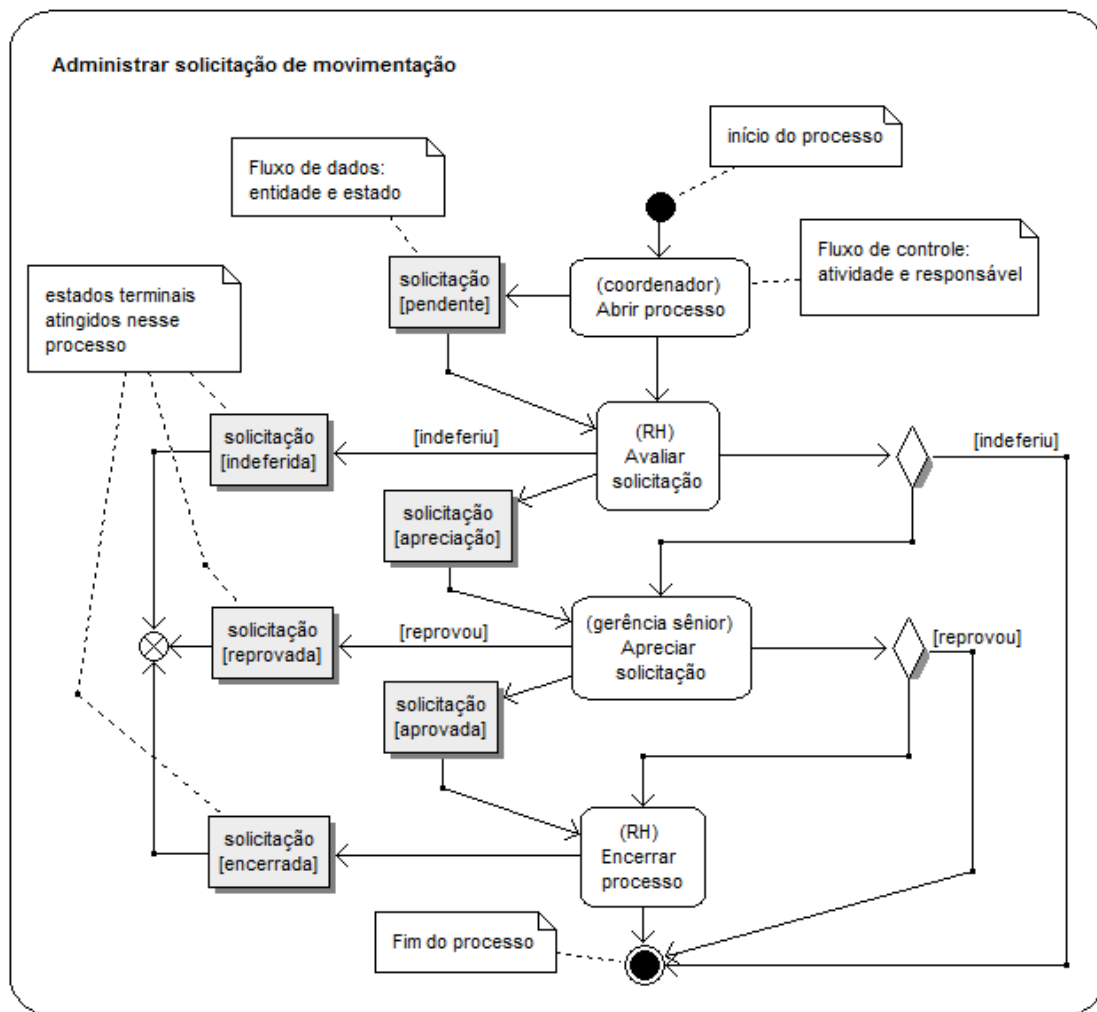 Administrar solicitação de movimentação
início do processo
Fluxo de dados:
entidade e estado
Fluxo de controle:
atividade e responsável
solicitação
[pendente]
(coordenador)
Abrir processo
estados terminais
atingidos nesse
processo
solicitação
[indeferida]
[indeferiu]
(RH)
Avaliar
solicitação
[indeferiu]
solicitação
[apreciação]
solicitação
[reprovada]
[reprovou]
(gerência sênior)
Apreciar
solicitação
[reprovou]
solicitação
[aprovada]
solicitação
[encerrada]
(RH)
Encerrar
processo
Fim do processo